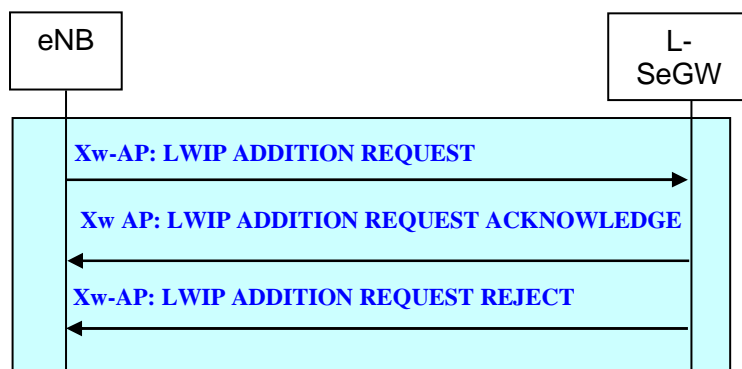 eNB
L-
SeGW
Xw-AP: LWIP ADDITION REQUEST
Xw AP: LWIP ADDITION REQUEST ACKNOWLEDGE
Xw-AP: LWIP ADDITION REQUEST REJECT